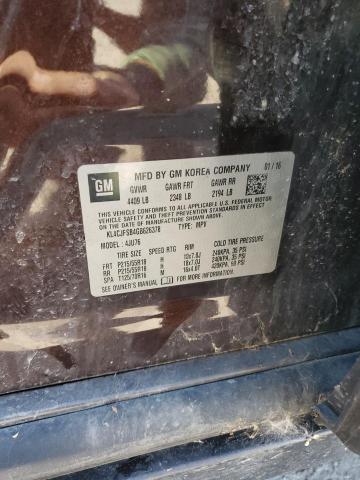 GM
MFD BY GM KOREA COMPANY 01/16
GVWR GAWR FRT GAWR RR
4409 LB 2348 LB 2194 LB
THIS VEHICLE CONFORMS TO ALL APPLICABLE U.S. FEDERAL MOTOR
VEHICLE SAFETY, BUMPER, AND THEFT PREVENTION STANDARDS IN
EFFECT ON THE DATE OF MANUFACTURE SHOWN ABOVE.
KL4CJFSB4GB626378 TYPE: MPV
MODEL: 4JU76
TIRE SIZE SPEED RTG RIM COLD TIRE PRESSURE
FRT P215/55R18 H 18x7.0J 240KPA, 35 PSI
RR P215/55R18 H 18x7.0J 240KPA, 35 PSI
SPA T125/70R16 M 16x4.0T 420KPA, 60 PSI
SEE OWNER'S MANUAL FOR MORE INFORMATION.